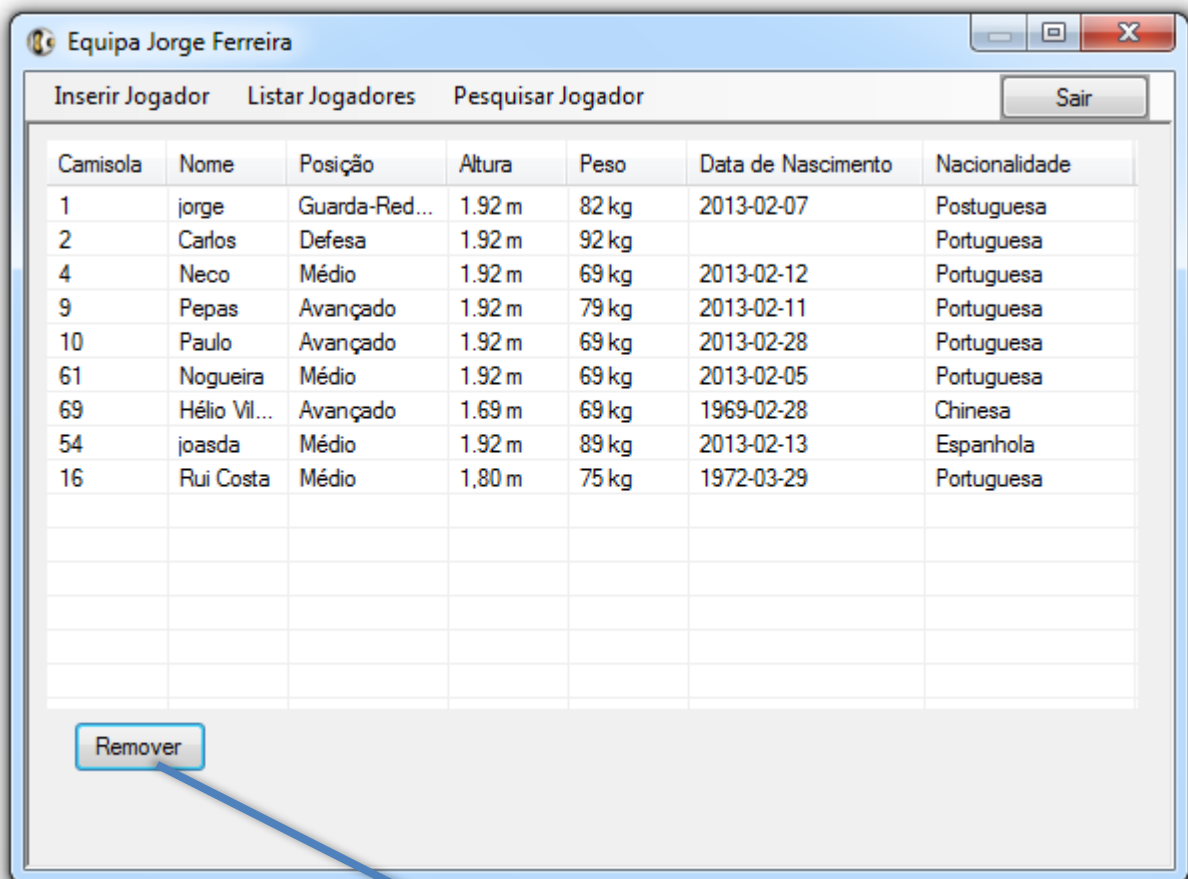 Equipa Jorge Ferreira
Inserir Jogador Listar Jogadores Pesquisar Jogador Sair
Camisola Nome Posição Altura Peso Data de Nascimento Nacionalidade
1 jorge Guarda-Red... 1.92 m 82 kg 2013-02-07 Postuguesa
2 Carlos Defesa 1.92 m 92 kg Portuguesa
4 Neco Médio 1.92 m 69 kg 2013-02-12 Portuguesa
9 Pepas Avançado 1.92 m 79 kg 2013-02-11 Portuguesa
10 Paulo Avançado 1.92 m 69 kg 2013-02-28 Portuguesa
61 Nogueira Médio 1.92 m 69 kg 2013-02-05 Portuguesa
69 Hélio Vil... Avançado 1.69 m 69 kg 1969-02-28 Chinesa
54 joasda Médio 1.92 m 89 kg 2013-02-13 Espanhola
16 Rui Costa Médio 1,80 m 75 kg 1972-03-29 Portuguesa
Remover